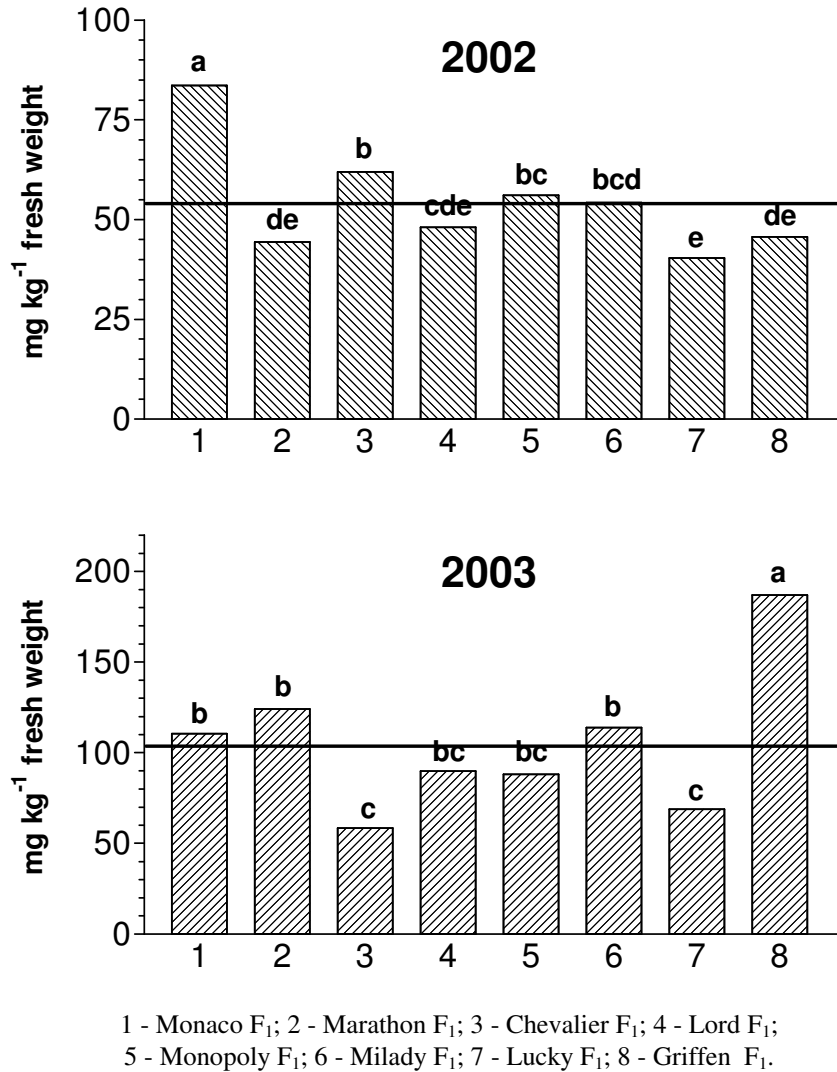 2002
mg kg⁻¹ fresh weight
100
75
50
25
0
a
de
b
cde
bc
bcd
e
de
1 2 3 4 5 6 7 8
2003
mg kg⁻¹ fresh weight
200
150
100
50
0
b
b
c
bc
bc
b
c
a
1 2 3 4 5 6 7 8
1 - Monaco F₁; 2 - Marathon F₁; 3 - Chevalier F₁; 4 - Lord F₁;
5 - Monopoly F₁; 6 - Milady F₁; 7 - Lucky F₁; 8 - Griffen F₁.